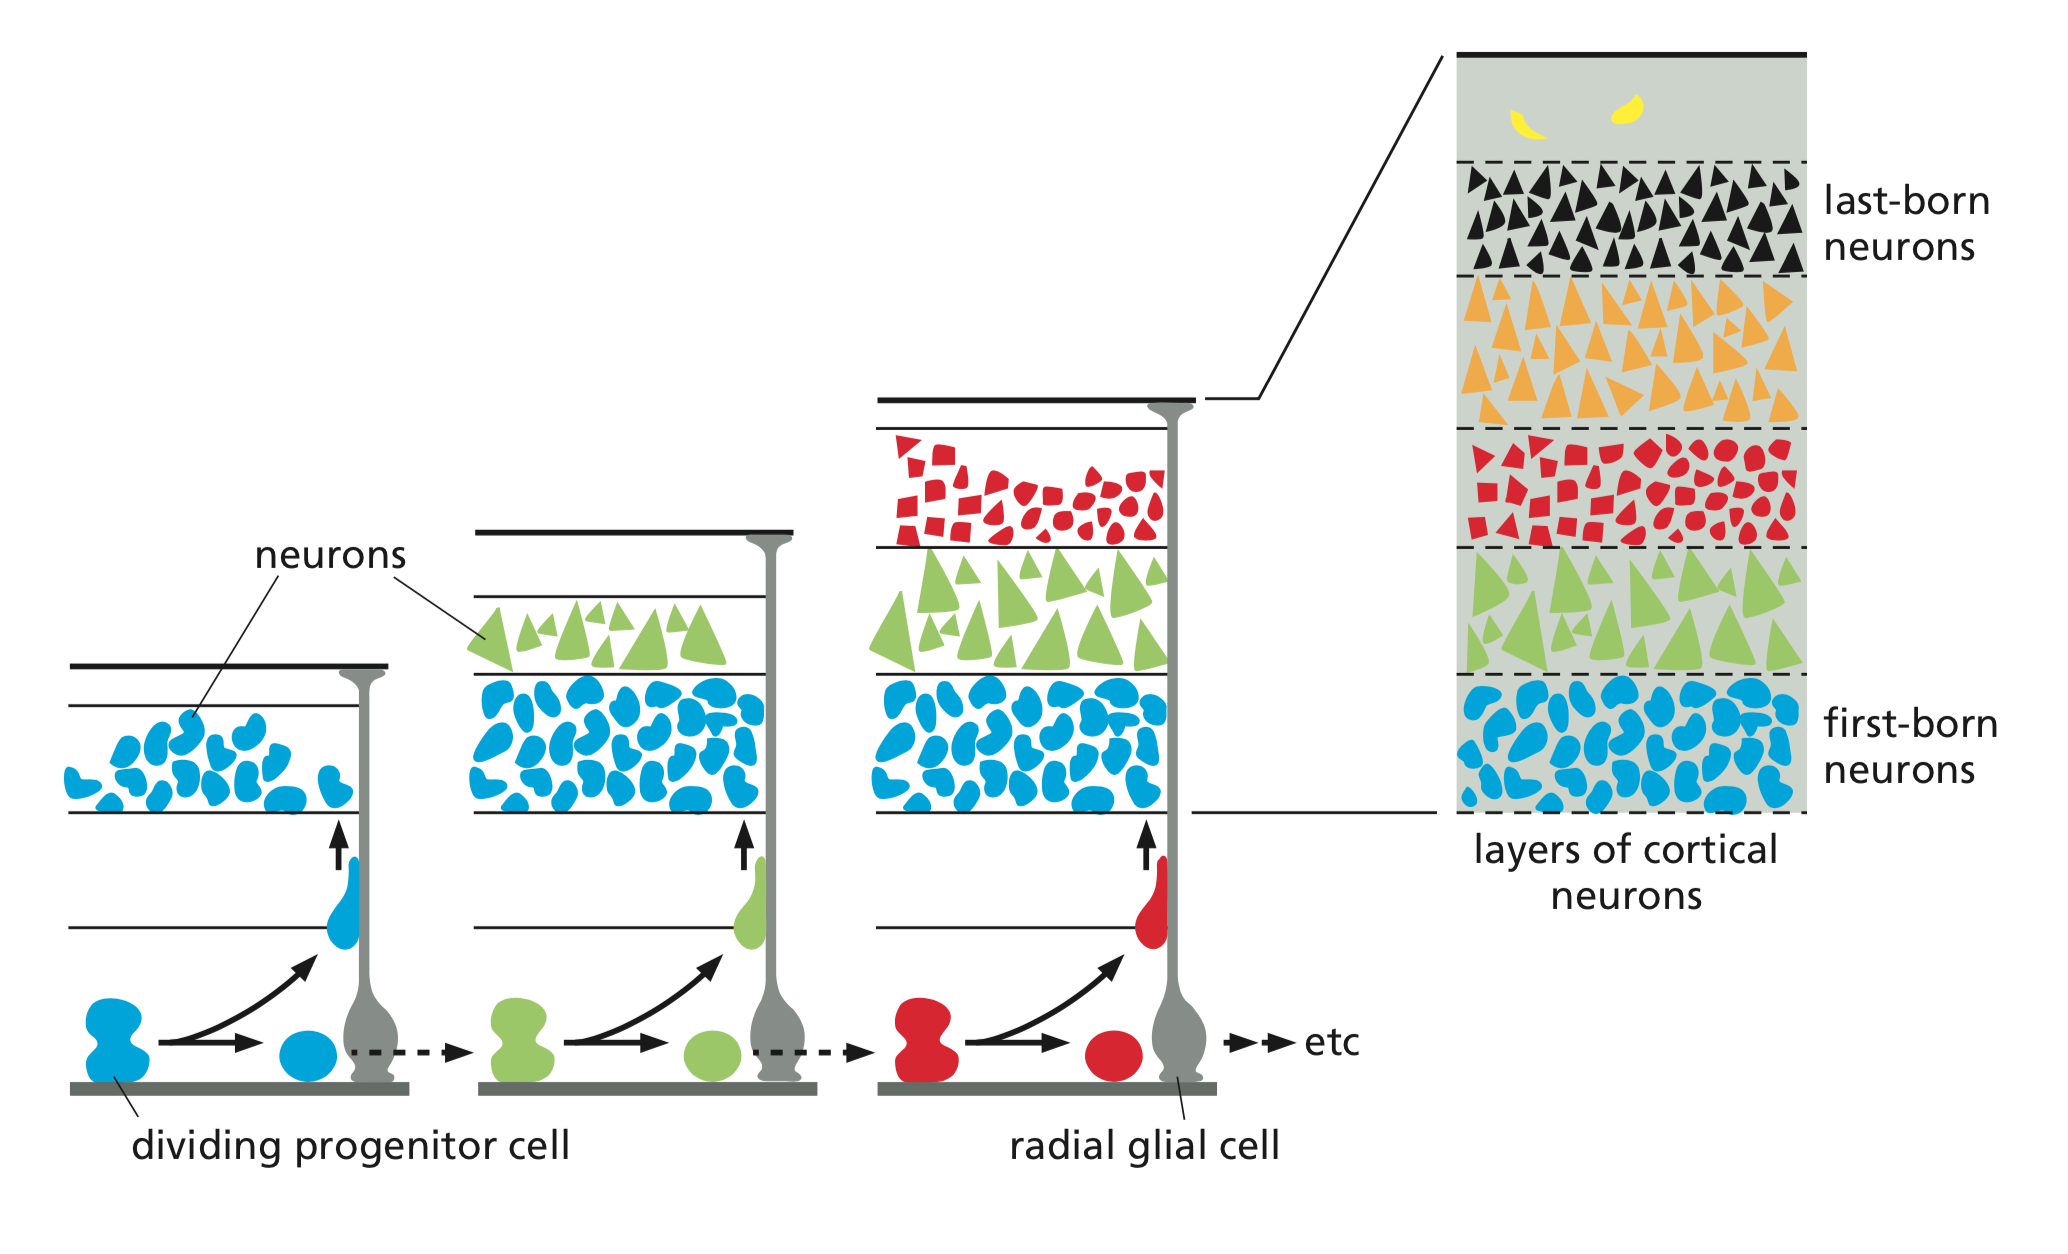 last-born
neurons
neurons
first-born
neurons
layers of cortical
neurons
etc
dividing progenitor cell
radial glial cell